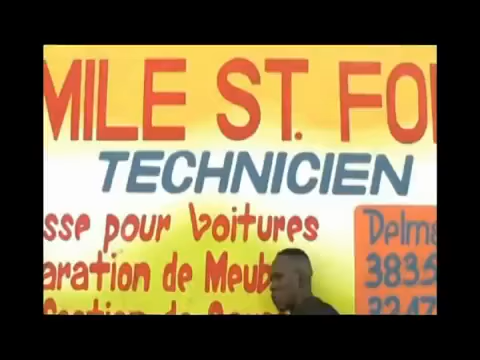 MILE ST. FO
TECHNICIEN
sse pour Voitures
aration de Meub
Delm
3835